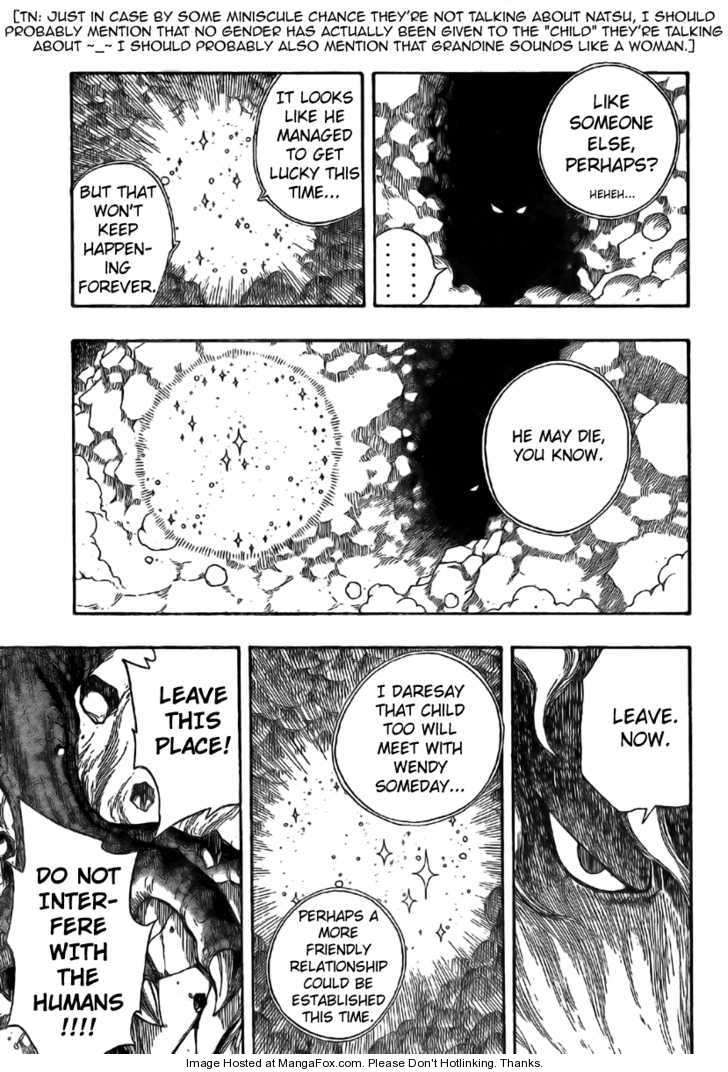 [TN: JUST IN CASE BY SOME MINISCULE CHANCE THEY'RE NOT TALKING ABOUT NATSU, I SHOULD
PROBABLY MENTION THAT NO GENDER HAS ACTUALLY BEEN GIVEN TO THE "CHILD" THEY'RE TALKING
ABOUT ~_~ I SHOULD PROBABLY ALSO MENTION THAT GRANDINE SOUNDS LIKE A WOMAN.]
LIKE
SOMEONE
ELSE,
PERHAPS?
HEHEH...
......
IT LOOKS
LIKE HE
MANAGED
TO GET
LUCKY THIS
TIME...
BUT THAT
WON'T
KEEP
HAPPEN-
ING
FOREVER.
HE MAY DIE,
YOU KNOW.
LEAVE.
NOW.
I DARESAY
THAT CHILD
TOO WILL
MEET WITH
WENDY
SOMEDAY...
PERHAPS A
MORE
FRIENDLY
RELATIONSHIP
COULD BE
ESTABLISHED
THIS TIME.
LEAVE
THIS
PLACE!
DO NOT
INTER-
FERE
WITH
THE
HUMANS
!!!!
Image Hosted at MangaFox.com. Please Don't Hotlinking. Thanks.